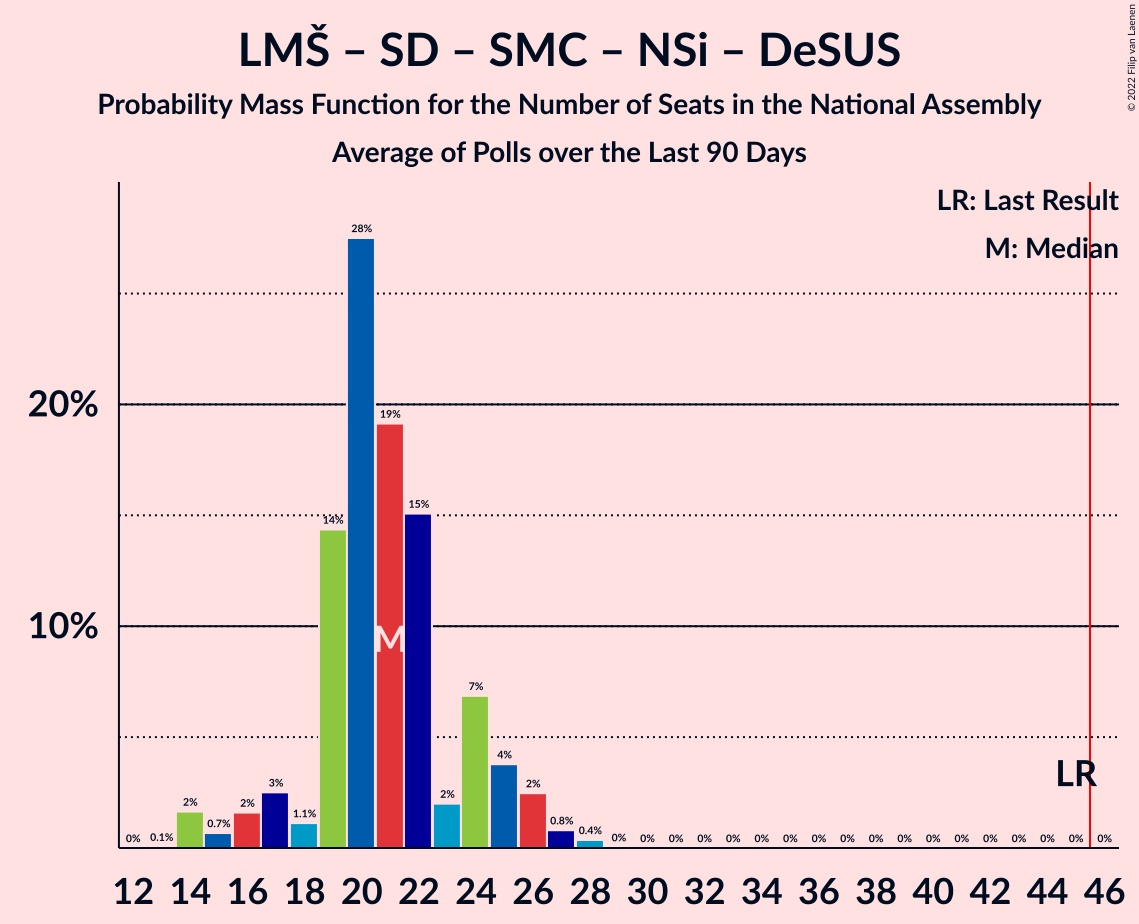 LMŠ – SD – SMC – NSi – DeSUS
Probability Mass Function for the Number of Seats in the National Assembly
Average of Polls over the Last 90 Days
© 2022 Filip van Laenen
LR: Last Result
M: Median
28%
20%
19%
15%
14%
10%
M
7%
4%
3%
2%
2%
2%
2%
LR
1.1%
0.7%
0.8%
0.4%
0% 0.1% 0% 0% 0% 0% 0% 0% 0% 0% 0% 0% 0% 0% 0% 0% 0% 0% 0% 0%
12 14 16 18 20 22 24 26 28 30 32 34 36 38 40 42 44 46